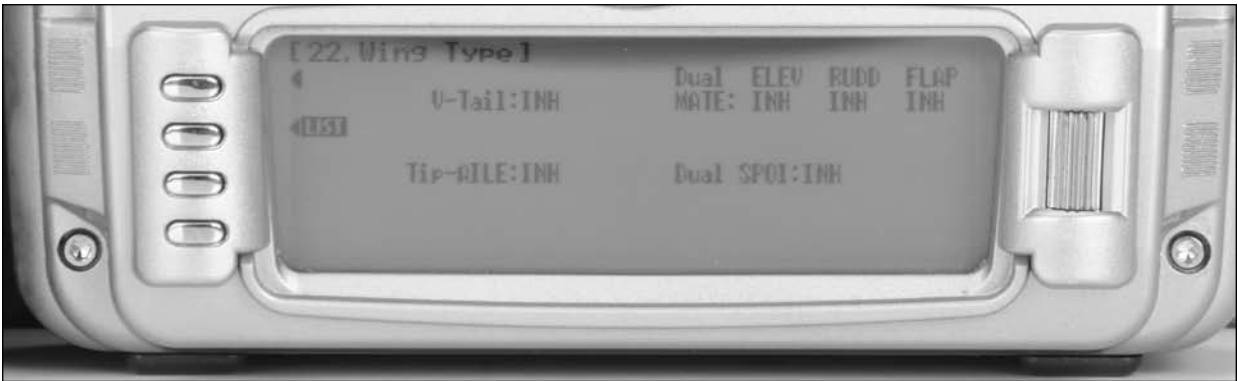 [22.Wing Type]
Dual ELEV RUDD FLAP
V-Tail:INH MATE: INH INH INH
LIST
Tip-AILE:INH Dual SPOI:INH